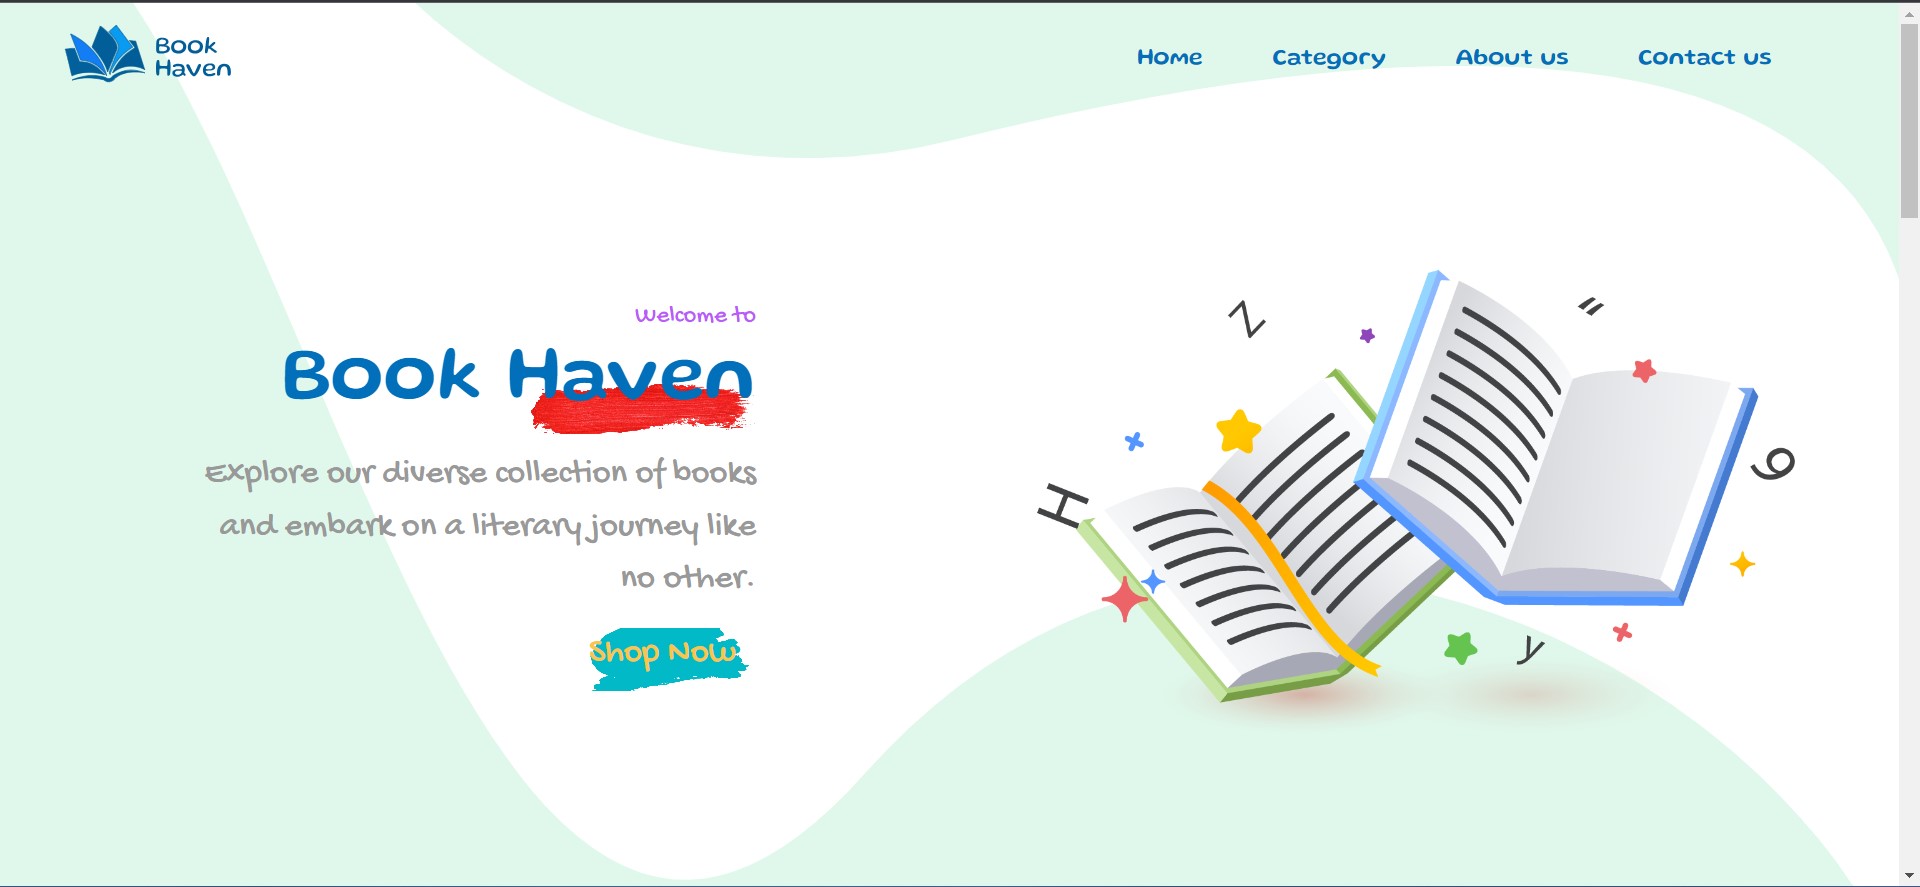 Book
Haven
Home
Category
About us
Contact us
Welcome to
Book Haven
Explore our diverse collection of books
and embark on a literary journey like
no other.
Shop Now
Z
"
H
9
y